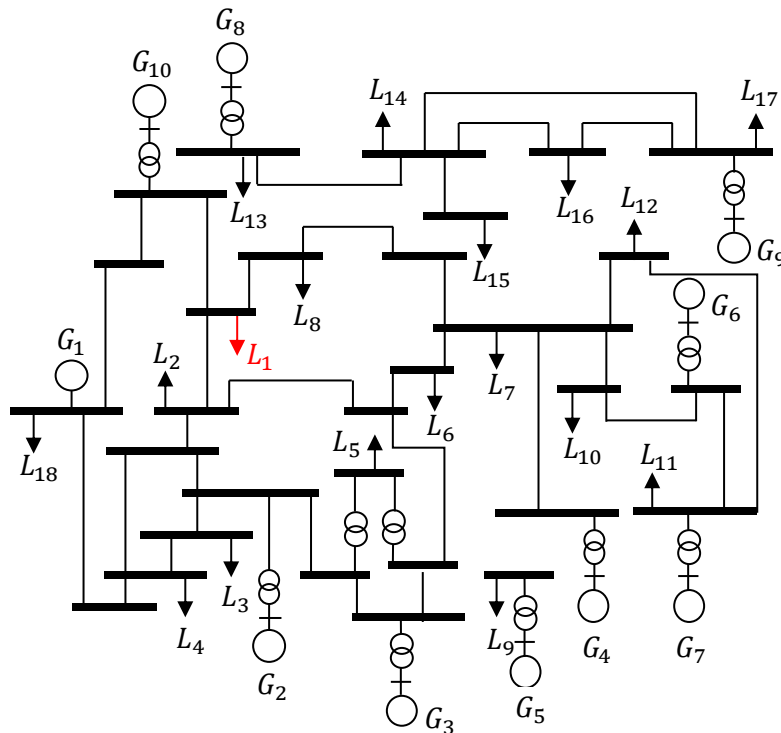 G₈
G₁₀
L₁₄
L₁₇
L₁₃
L₁₆
L₁₂
L₁₅
G₉
L₈
G₆
G₁
L₂
L₁
L₇
L₁₈
L₅
L₆
L₁₀
L₁₁
L₃
L₄
L₉
G₄
G₇
G₂
G₃
G₅